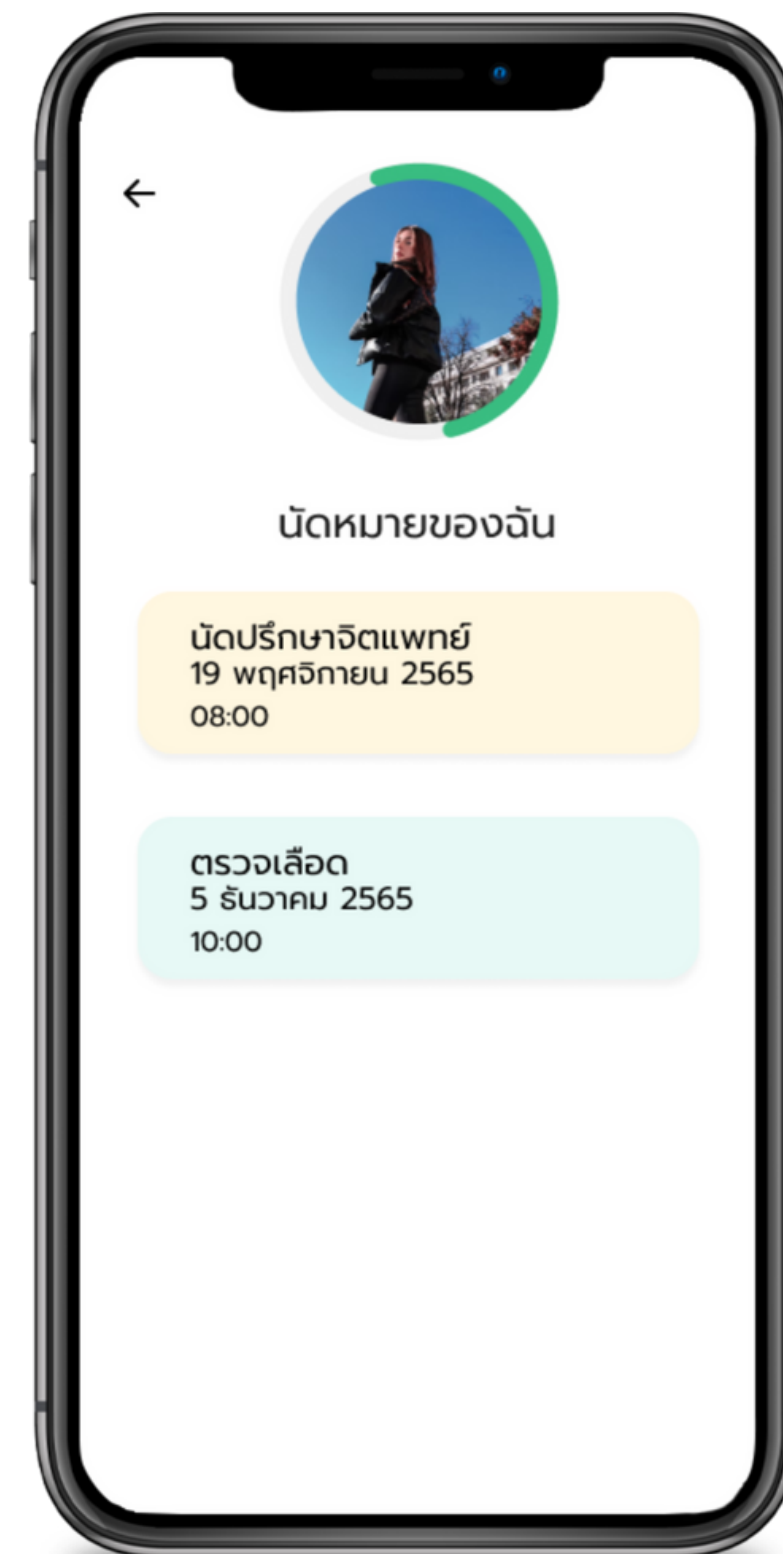 นัดหมายของฉัน
นัดปรึกษาจิตแพทย์
19 พฤศจิกายน 2565
08:00
ตรวจเลือด
5 ธันวาคม 2565
10:00